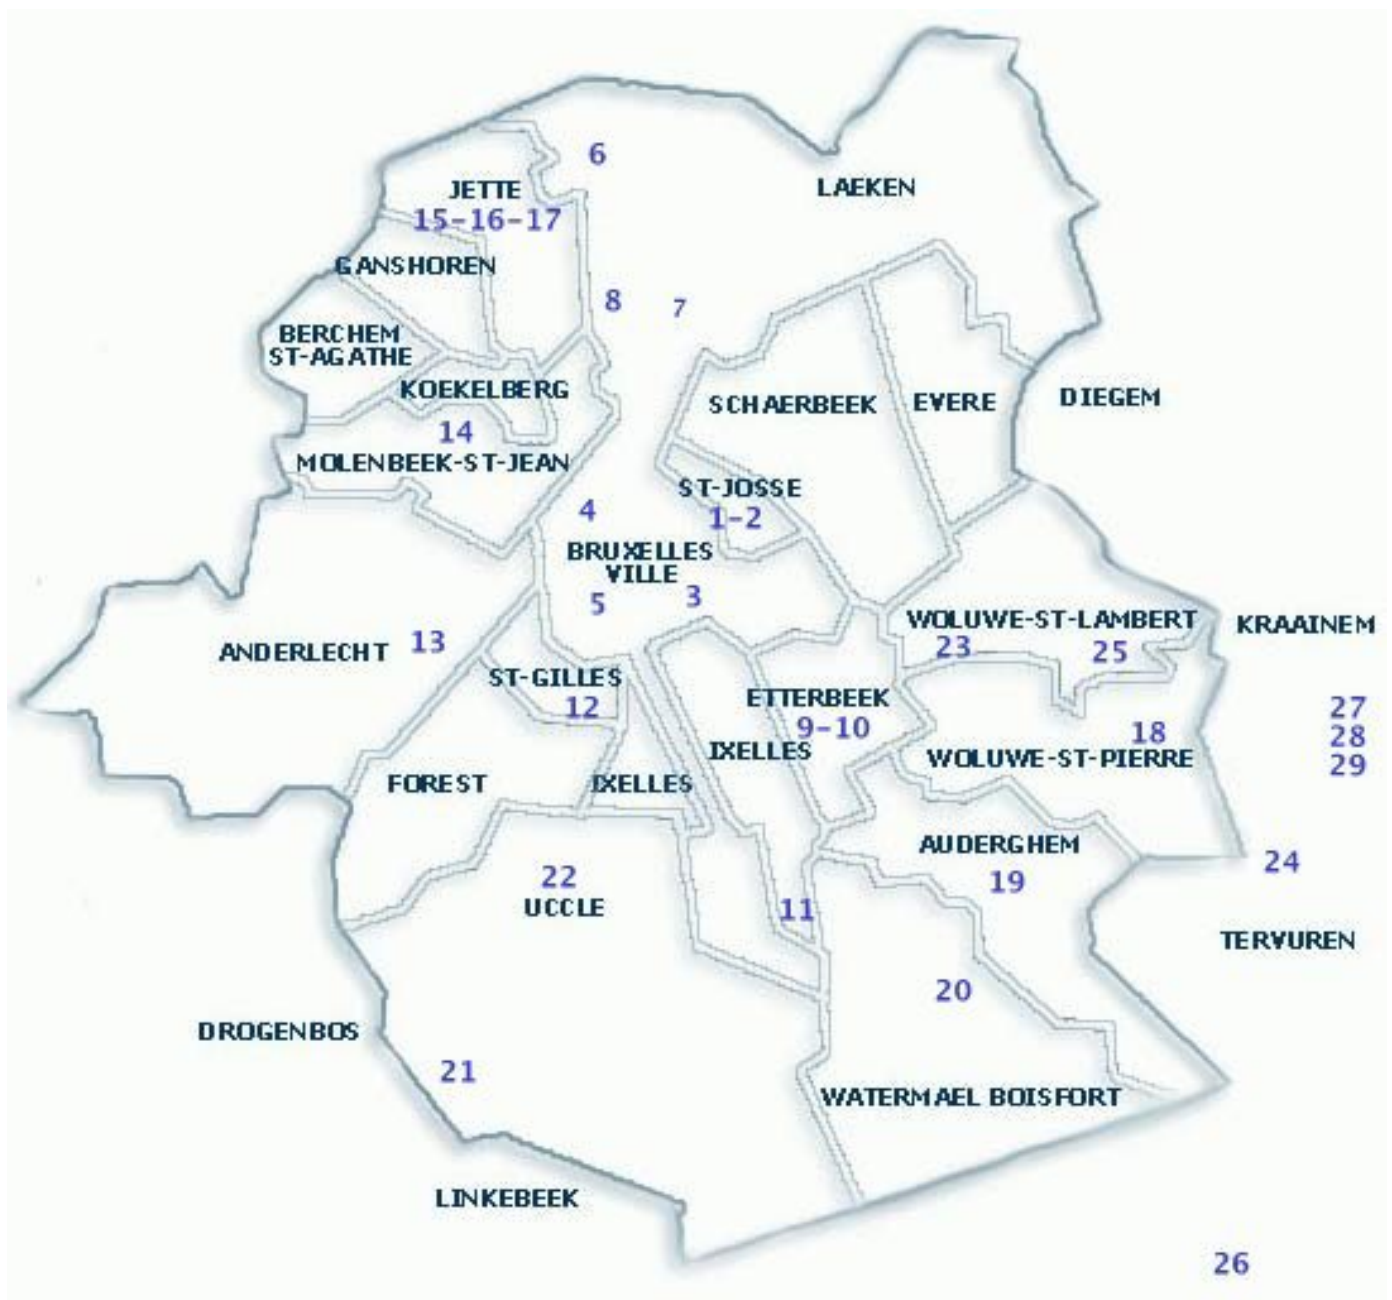 6
JETTE
LAEKEN
15-16-17
GANSHOREN
8
7
BERCHEM
ST-AGATHE
KOEKELBERG
SCHAERBEEK
EVERE
DIEGEM
14
MOLENBEEK-ST-JEAN
ST-JOSSE
1-2
4
BRUXELLES
VILLE
5
3
WOLUWE-ST-LAMBERT
KRAAINEM
ANDERLECHT
13
23
25
ST-GILLES
12
ETTERBEEK
9-10
27
28
29
18
IXELLES
WOLUWE-ST-PIERRE
FOREST
IXELLES
AUDERGHEM
19
24
22
UCCLE
11
TERVUREN
20
DROGENBOS
21
WATERMAEL BOISFORT
LINKEBEEK
26